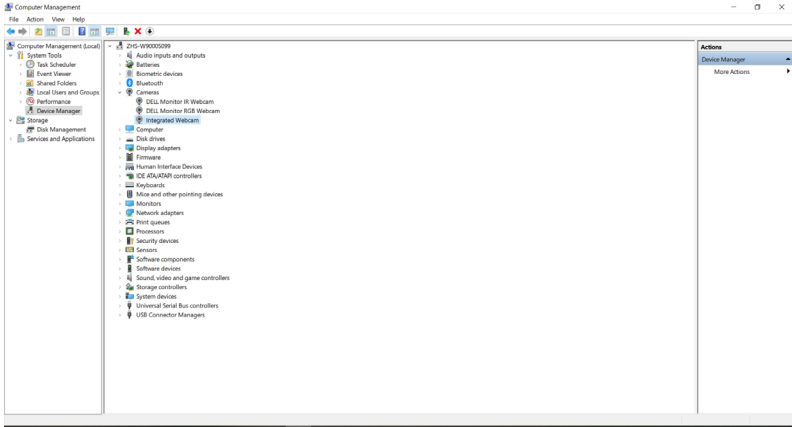 Computer Management
File Action View Help
Computer Management (Local)
System Tools
Task Scheduler
Event Viewer
Shared Folders
Local Users and Groups
Performance
Device Manager
Storage
Disk Management
Services and Applications
ZHS-W90005099
Audio inputs and outputs
Batteries
Biometric devices
Bluetooth
Cameras
DELL Monitor IR Webcam
DELL Monitor RGB Webcam
Integrated Webcam
Computer
Disk drives
Display adapters
Firmware
Human Interface Devices
IDE ATA/ATAPI controllers
Keyboards
Mice and other pointing devices
Monitors
Network adapters
Print queues
Processors
Security devices
Sensors
Software components
Software devices
Sound, video and game controllers
Storage controllers
System devices
Universal Serial Bus controllers
USB Connector Managers
Actions
Device Manager
More Actions